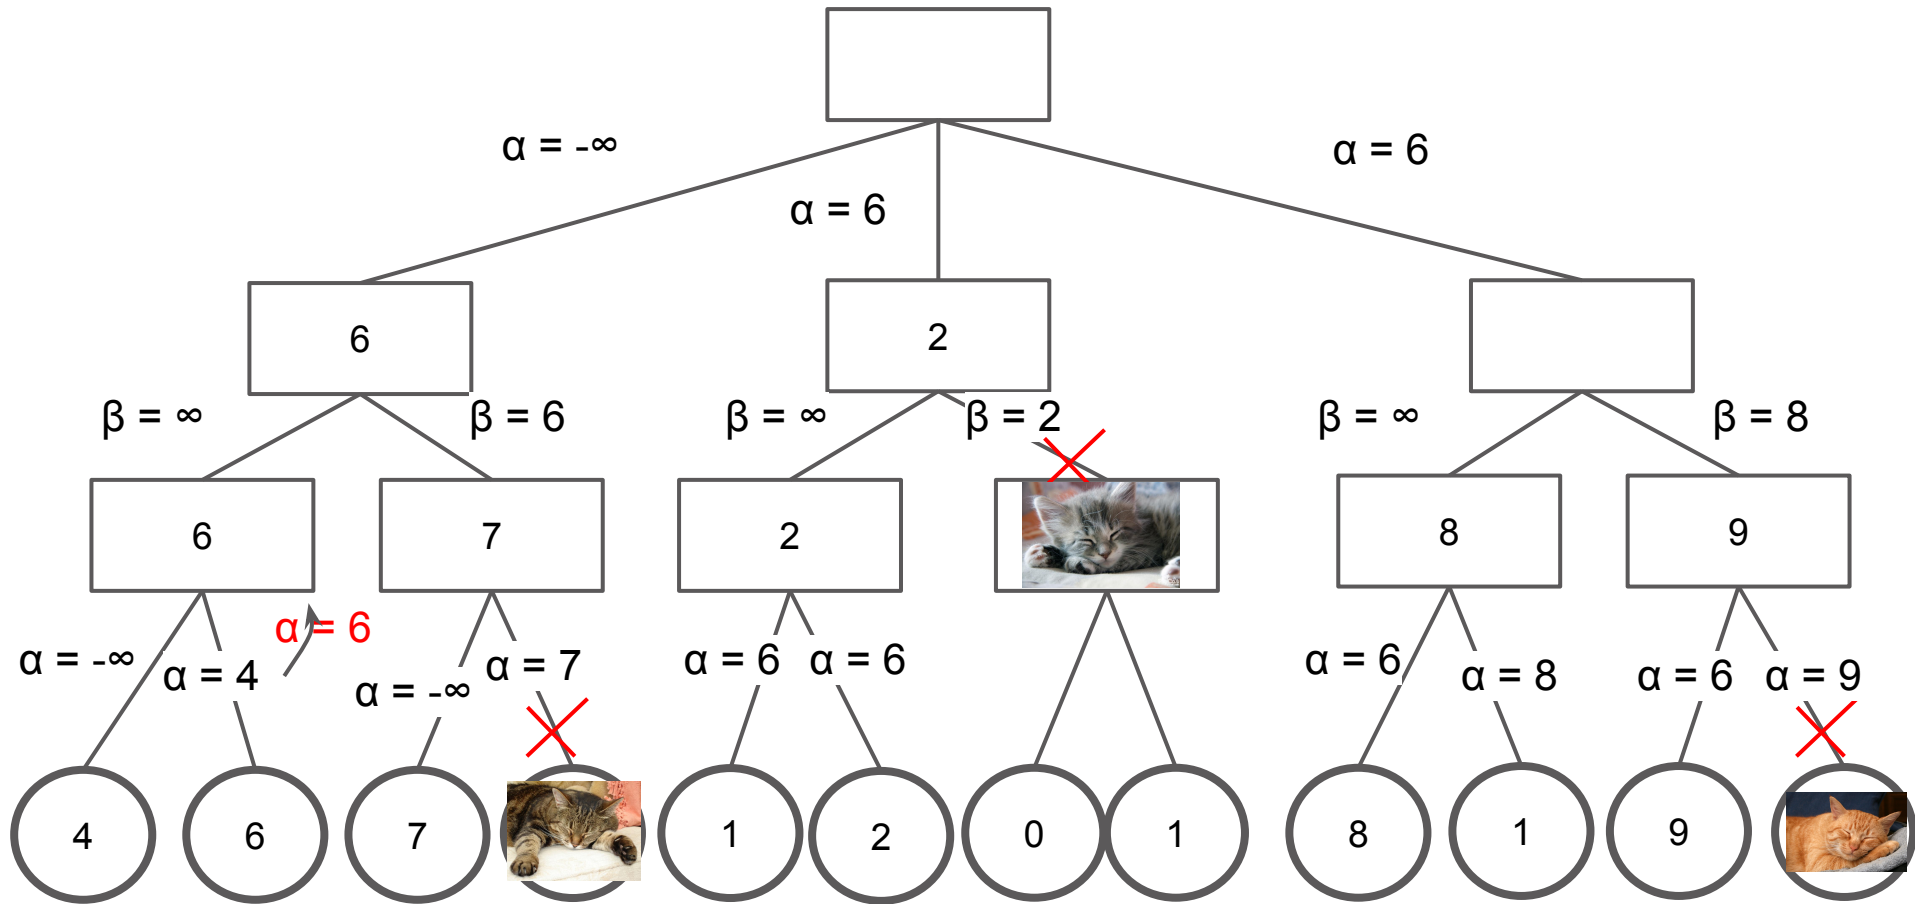 α = -∞
α = 6
α = 6
6
2
β = ∞
β = 6
β = ∞
β = 2
β = ∞
β = 8
6
7
2
8
9
α = -∞
α = 4
α = 6
α = -∞
α = 7
α = 6
α = 6
α = 6
α = 8
α = 6
α = 9
4
6
7
1
2
0
1
8
1
9